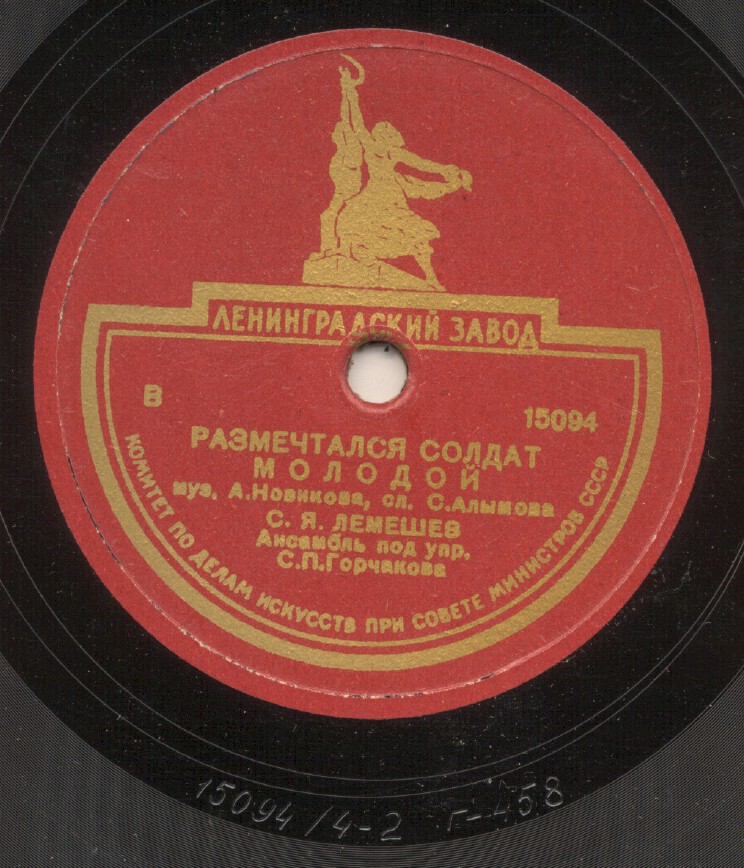 ЛЕНИНГРАДСКИЙ ЗАВОД
В
15094
РАЗМЕЧТАЛСЯ СОЛДАТ
МОЛОДОЙ
муз. А.Новикова, сл. С.Алымова
С. Я. ЛЕМЕШЕВ
Ансамбль под упр.
С.П.Горчакова
КОМИТЕТ ПО ДЕЛАМ ИСКУССТВ ПРИ СОВЕТЕ МИНИСТРОВ СССР
15094/4-2